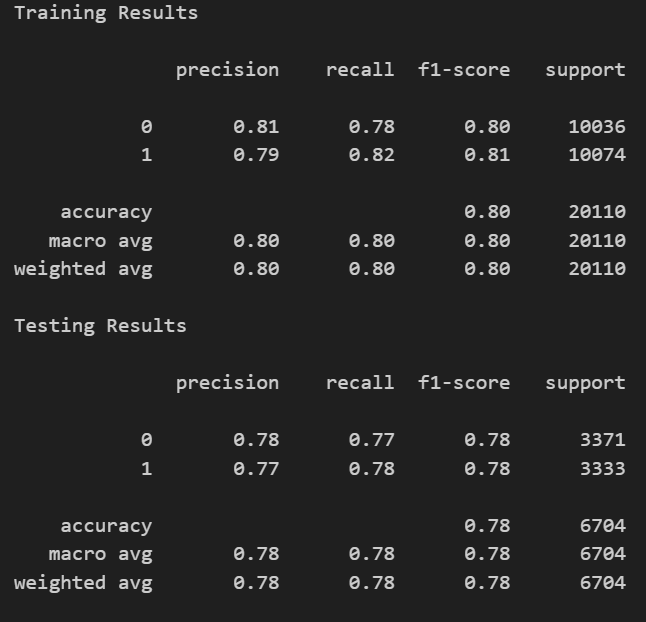 Training Results
precision recall f1-score support
0 0.81 0.78 0.80 10036
1 0.79 0.82 0.81 10074
accuracy 0.80 20110
macro avg 0.80 0.80 0.80 20110
weighted avg 0.80 0.80 0.80 20110
Testing Results
precision recall f1-score support
0 0.78 0.77 0.78 3371
1 0.77 0.78 0.78 3333
accuracy 0.78 6704
macro avg 0.78 0.78 0.78 6704
weighted avg 0.78 0.78 0.78 6704